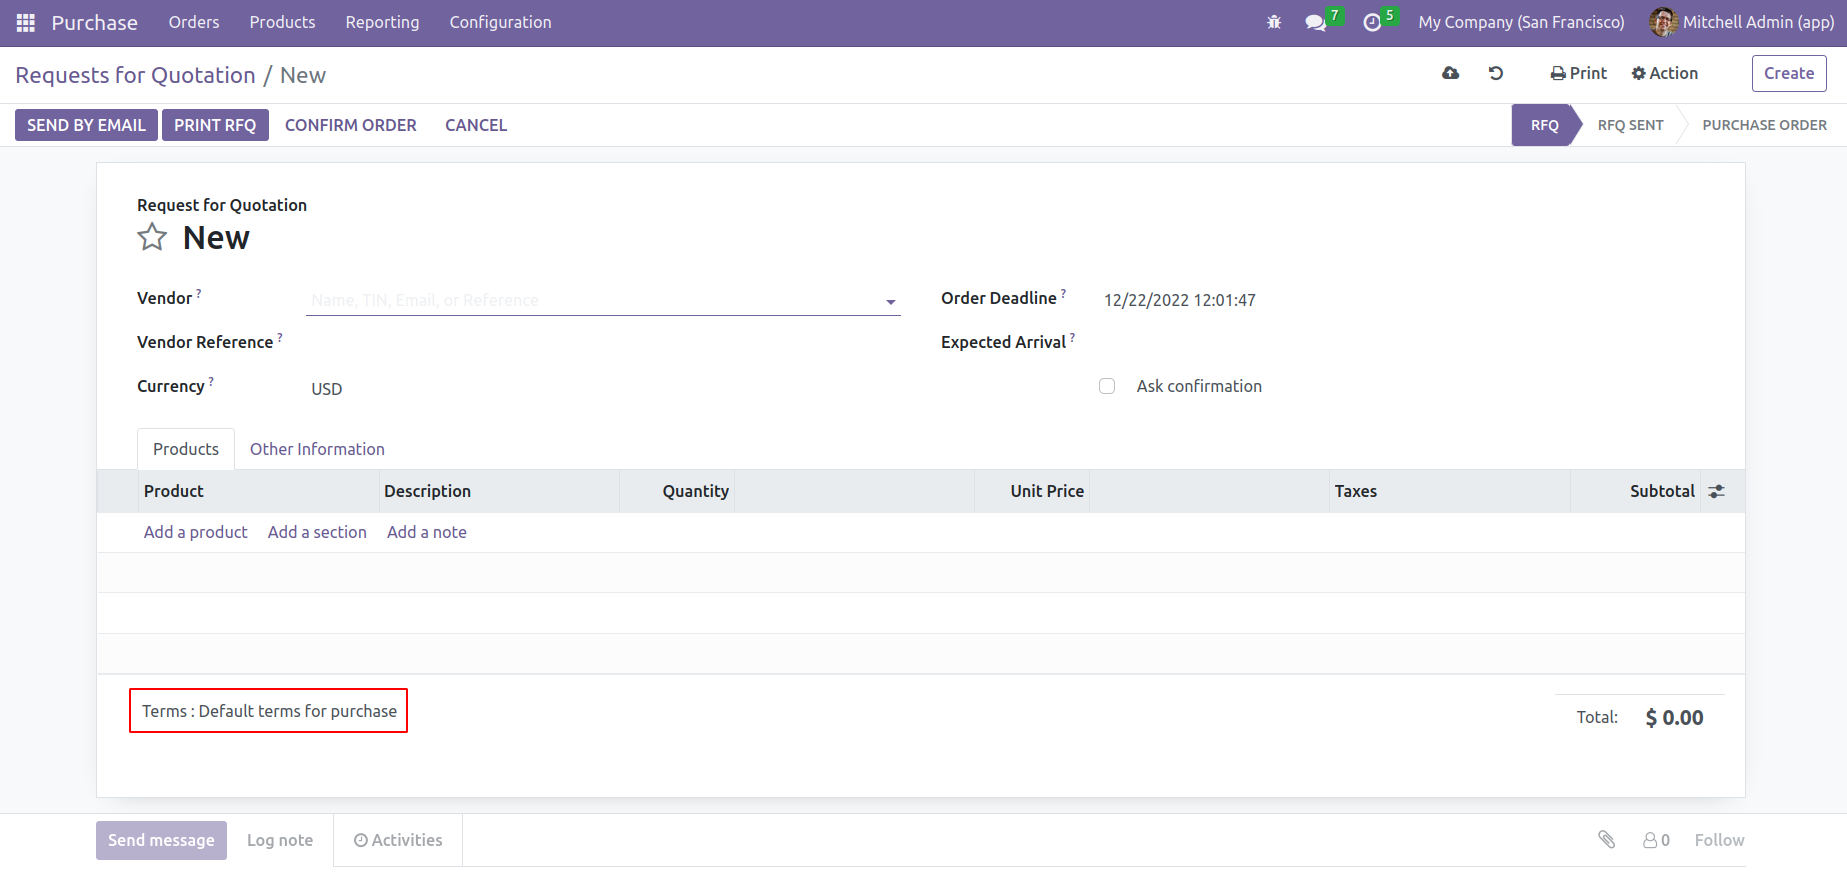 Purchase Orders Products Reporting Configuration 7 5 My Company (San Francisco) Mitchell Admin (app)
Requests for Quotation / New Print Action Create
SEND BY EMAIL PRINT RFQ CONFIRM ORDER CANCEL RFQ RFQ SENT PURCHASE ORDER
Request for Quotation
New
Vendor ? Name, TIN, Email, or Reference Order Deadline ? 12/22/2022 12:01:47
Vendor Reference ? Expected Arrival ?
Currency ? USD Ask confirmation
Products Other Information
Product Description Quantity Unit Price Taxes Subtotal
Add a product Add a section Add a note
Terms : Default terms for purchase Total: $ 0.00
Send message Log note Activities 0 Follow